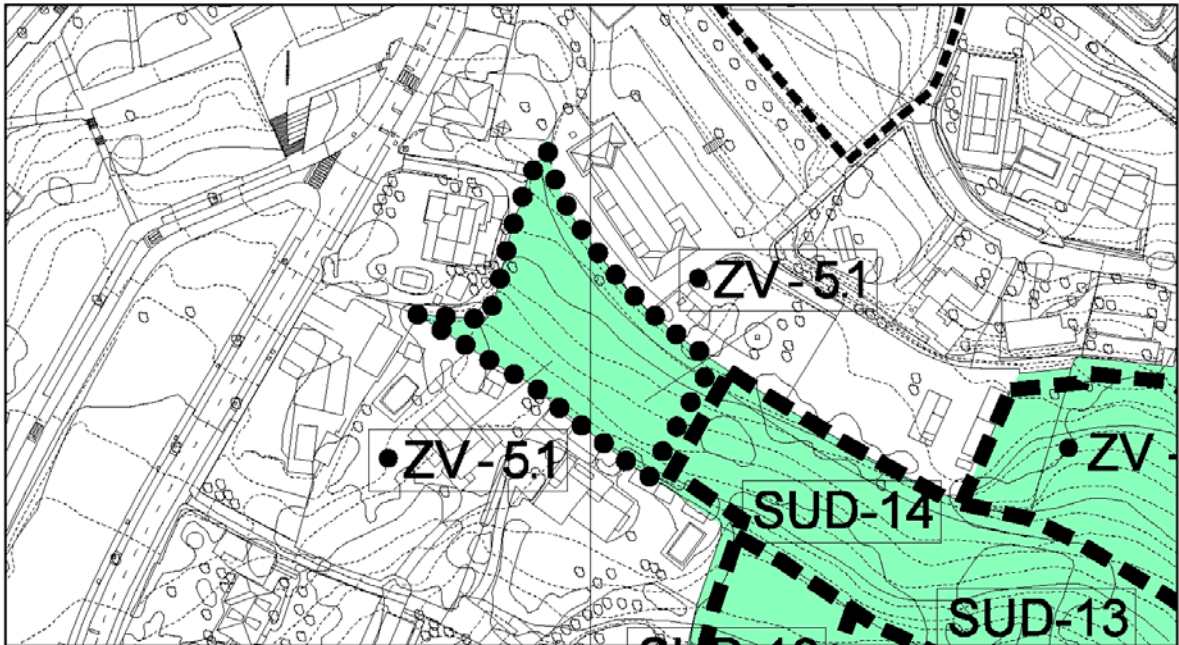 ● ZV - 5.1
● ZV -
● ZV - 5.1
SUD-14
SUD-13